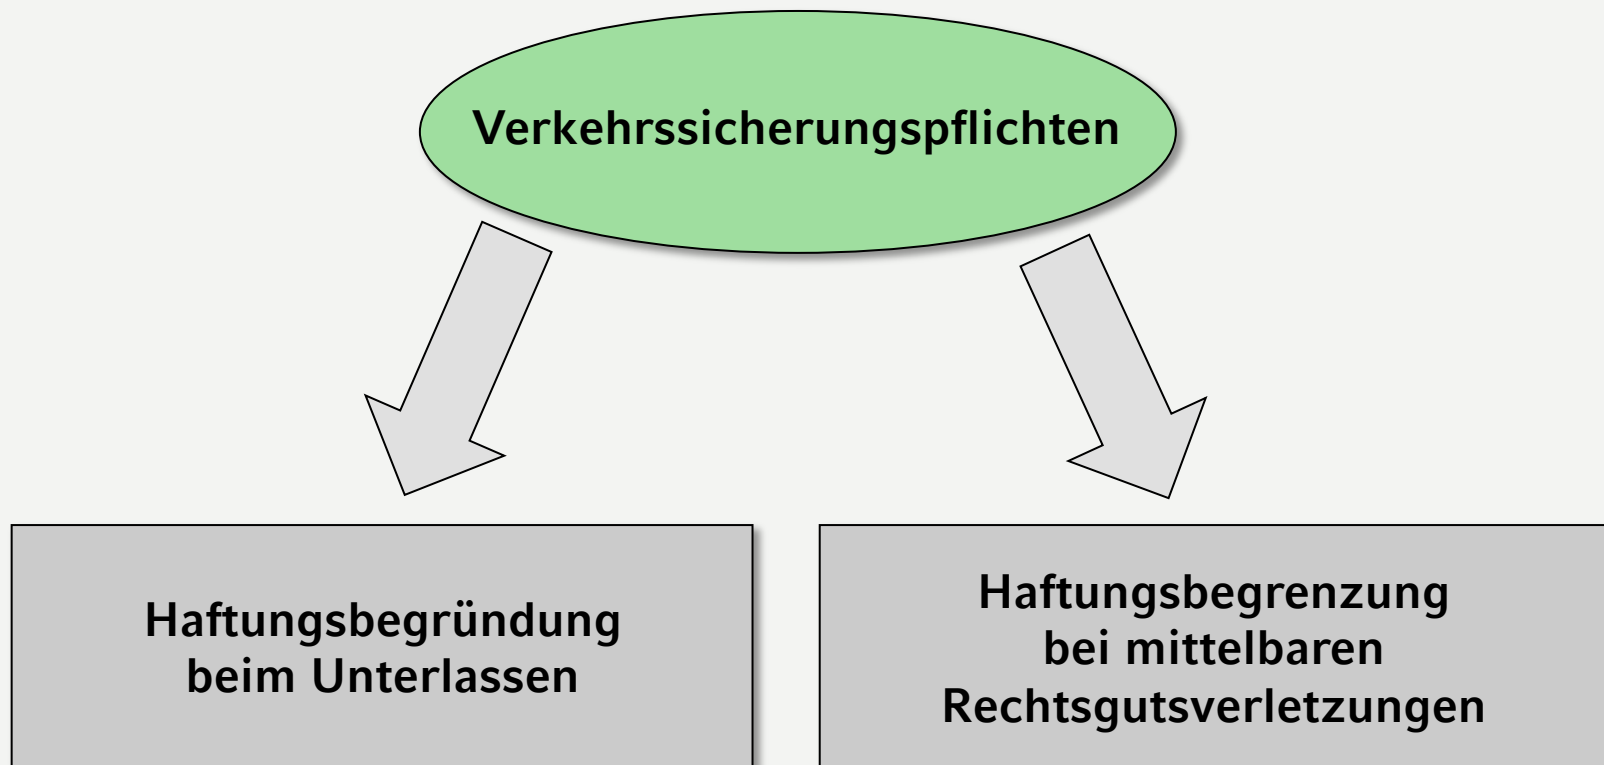 Verkehrssicherungspflichten
Haftungsbegründung
beim Unterlassen
Haftungsbegrenzung
bei mittelbaren
Rechtsgutsverletzungen